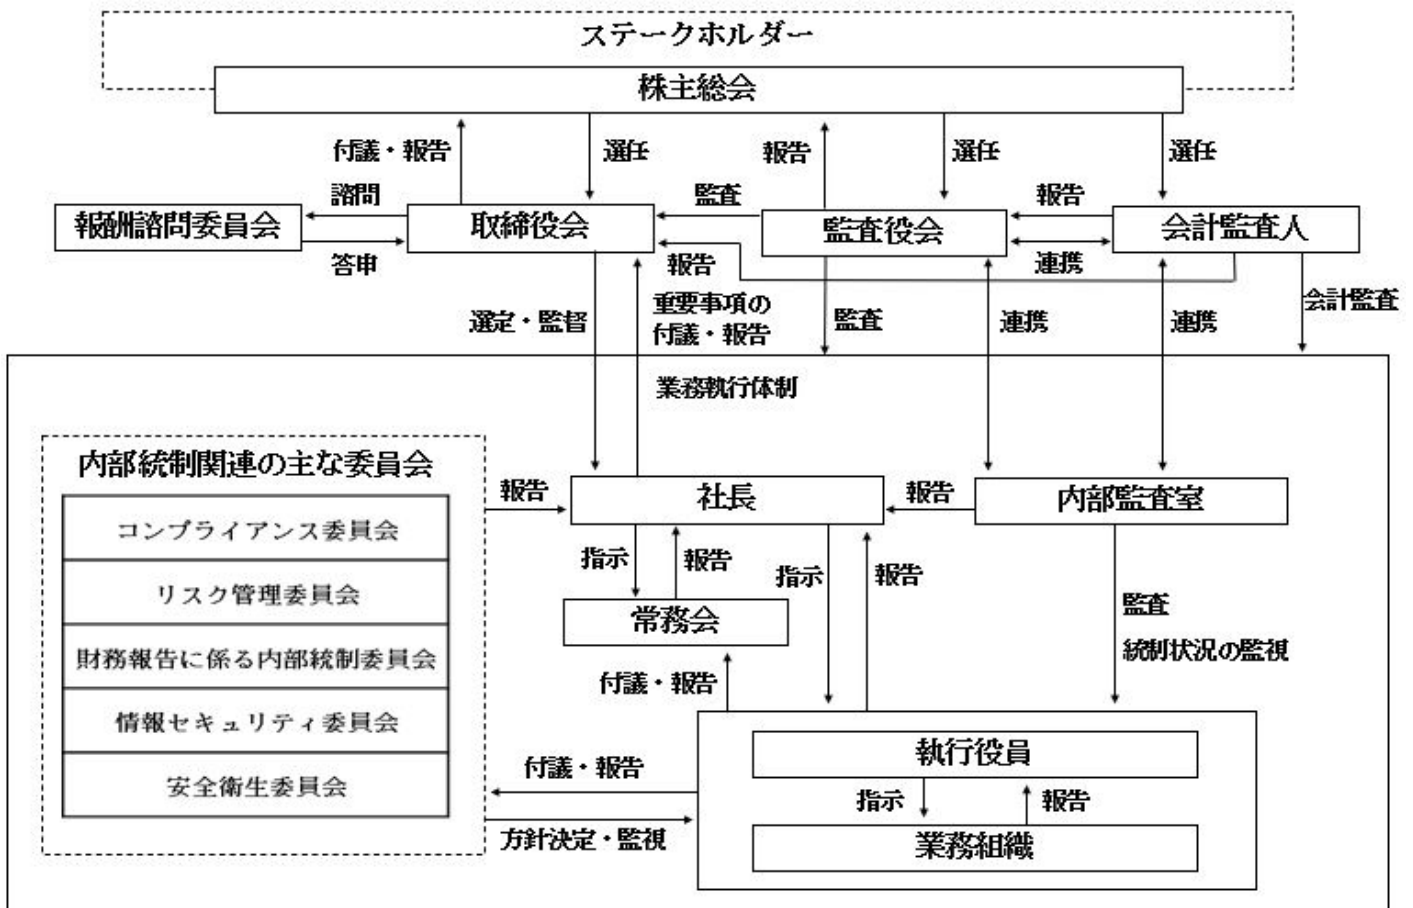 ステークホルダー
株主総会
付議・報告
選任
報告
選任
選任
諮問
監査
報告
報酬諮問委員会
取締役会
監査役会
会計監査人
答申
報告
連携
選定・監督
重要事項の
付議・報告
監査
連携
連携
会計監査
業務執行体制
内部統制関連の主な委員会
報告
社長
報告
内部監査室
コンプライアンス委員会
リスク管理委員会
財務報告に係る内部統制委員会
情報セキュリティ委員会
安全衛生委員会
指示
報告
指示
報告
常務会
監査
統制状況の監視
付議・報告
執行役員
付議・報告
指示
報告
方針決定・監視
業務組織